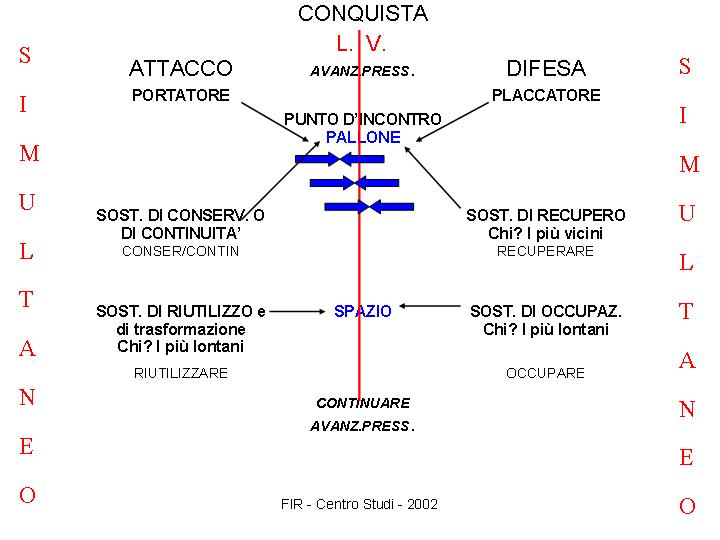 CONQUISTA
L. V.
ATTACCO
AVANZ.PRESS.
DIFESA
PORTATORE
PLACCATORE
PUNTO D'INCONTRO
PALLONE
SOST. DI CONSERV. O
DI CONTINUITA'
CONSER/CONTIN
SOST. DI RECUPERO
Chi? I più vicini
RECUPERARE
SOST. DI RIUTILIZZO e
di trasformazione
Chi? I più lontani
SPAZIO
SOST. DI OCCUPAZ.
Chi? I più lontani
RIUTILIZZARE
OCCUPARE
CONTINUARE
AVANZ.PRESS.
FIR - Centro Studi - 2002
S
I
M
U
L
T
A
N
E
O
S
I
M
U
L
T
A
N
E
O